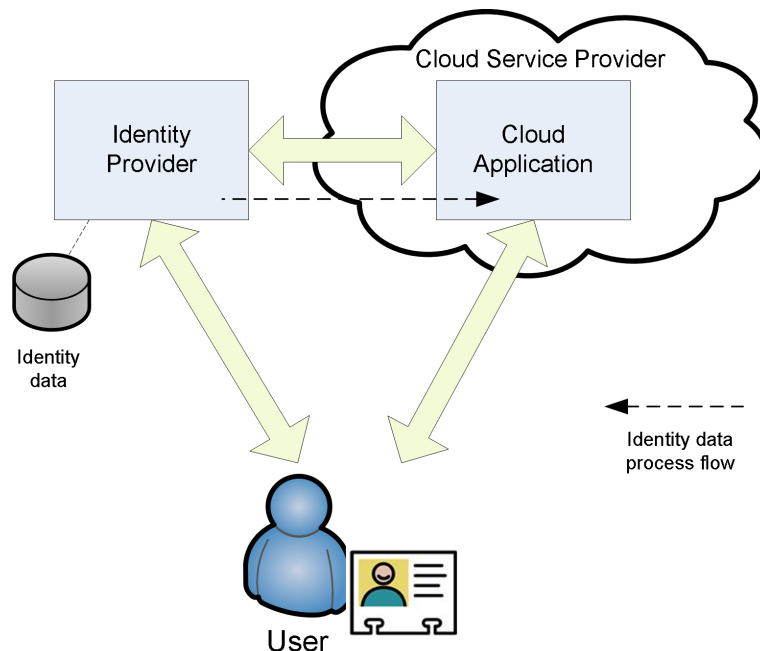 Cloud Service Provider
Identity
Provider
Cloud
Application
Identity
data
Identity data
process flow
User